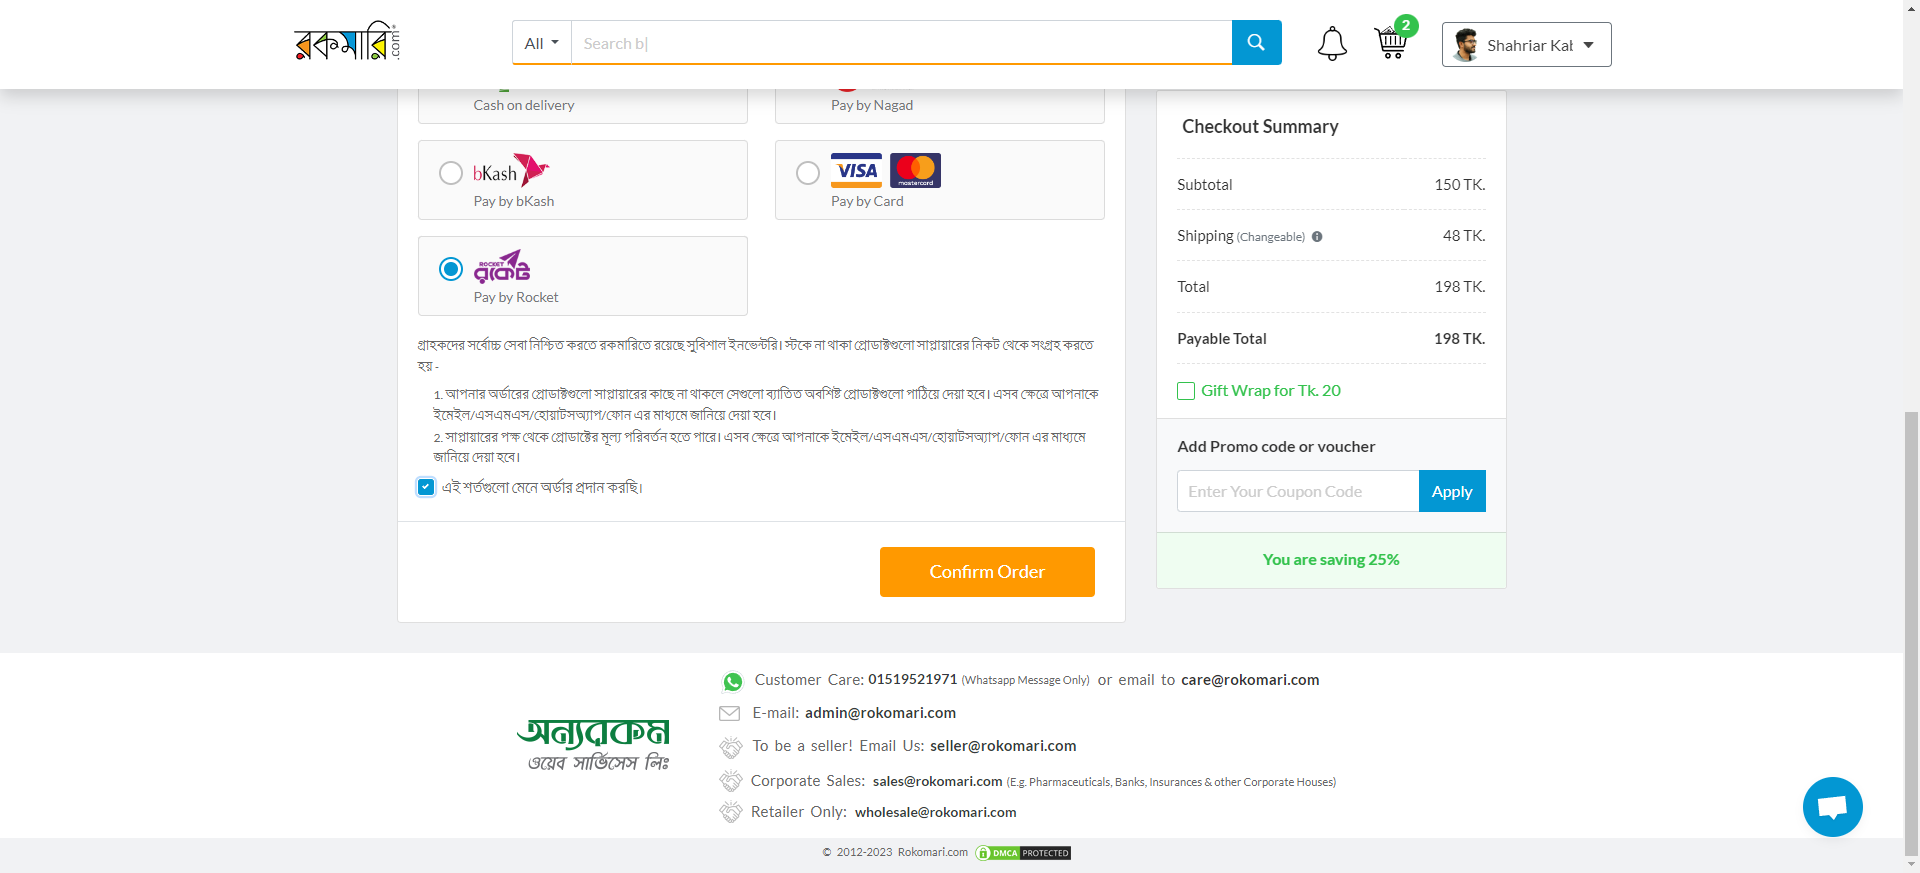 রকমারি.com
All
Search b
2
Shahriar Kab
Cash on delivery
Pay by Nagad
bKash
Pay by bKash
VISA
mastercard
Pay by Card
ROCKET
রকেট
Pay by Rocket
গ্রাহকদের সর্বোচ্চ সেবা নিশ্চিত করতে রকমারিতে রয়েছে সুবিশাল ইনভেন্টরি। স্টকে না থাকা প্রোডাক্টগুলো সাপ্লায়ারের নিকট থেকে সংগ্রহ করতে
হয় -
1. আপনার অর্ডারের প্রোডাক্টগুলো সাপ্লায়ারের কাছে না থাকলে সেগুলো ব্যাতিত অবশিষ্ট প্রোডাক্টগুলো পাঠিয়ে দেয়া হবে। এসব ক্ষেত্রে আপনাকে
ইমেইল/এসএমএস/হোয়াটসঅ্যাপ/ফোন এর মাধ্যমে জানিয়ে দেয়া হবে।
2. সাপ্লায়ারের পক্ষ থেকে প্রোডাক্টের মূল্য পরিবর্তন হতে পারে। এসব ক্ষেত্রে আপনাকে ইমেইল/এসএমএস/হোয়াটসঅ্যাপ/ফোন এর মাধ্যমে
জানিয়ে দেয়া হবে।
এই শর্তগুলো মেনে অর্ডার প্রদান করছি।
Confirm Order
Checkout Summary
Subtotal 150 TK.
Shipping (Changeable) 48 TK.
Total 198 TK.
Payable Total 198 TK.
Gift Wrap for Tk. 20
Add Promo code or voucher
Enter Your Coupon Code Apply
You are saving 25%
অন্যরকম
ওয়েব সার্ভিসেস লিঃ
Customer Care: 01519521971 (Whatsapp Message Only) or email to care@rokomari.com
E-mail: admin@rokomari.com
To be a seller! Email Us: seller@rokomari.com
Corporate Sales: sales@rokomari.com (E.g. Pharmaceuticals, Banks, Insurances & other Corporate Houses)
Retailer Only: wholesale@rokomari.com
© 2012-2023 Rokomari.com DMCA PROTECTED